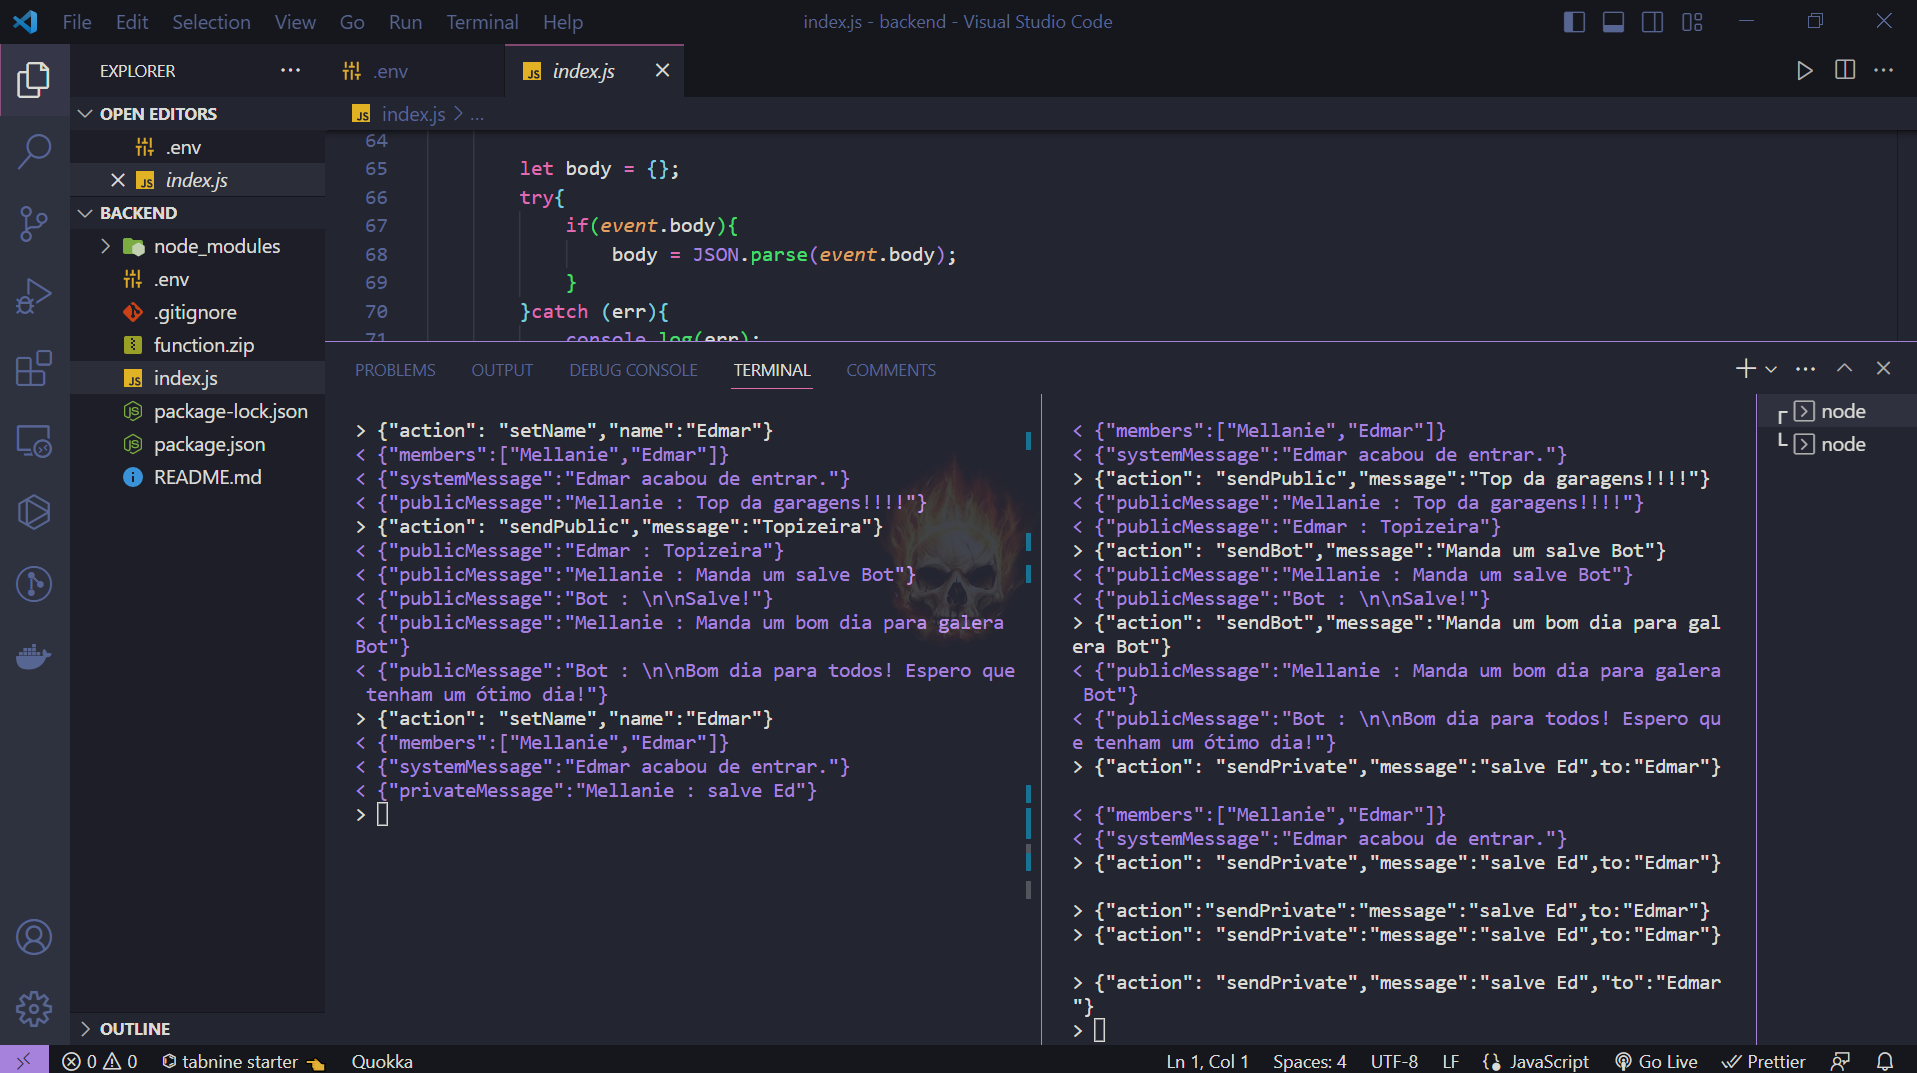 File Edit Selection View Go Run Terminal Help
index.js - backend - Visual Studio Code
EXPLORER
.env
index.js
OPEN EDITORS
.env
index.js
BACKEND
node_modules
.env
.gitignore
function.zip
index.js
package-lock.json
package.json
README.md
OUTLINE
index.js > ...
64
65 let body = {};
66 try{
67 if(event.body){
68 body = JSON.parse(event.body);
69 }
70 }catch (err){
71 console.log(err);
PROBLEMS OUTPUT DEBUG CONSOLE TERMINAL COMMENTS
> {"action": "setName","name":"Edmar"}
< {"members":["Mellanie","Edmar"]}
< {"systemMessage":"Edmar acabou de entrar."}
< {"publicMessage":"Mellanie : Top da garagens!!!!"}
> {"action": "sendPublic","message":"Topizeira"}
< {"publicMessage":"Edmar : Topizeira"}
< {"publicMessage":"Mellanie : Manda um salve Bot"}
< {"publicMessage":"Bot : \n\nSalve!"}
< {"publicMessage":"Mellanie : Manda um bom dia para galera
Bot"}
< {"publicMessage":"Bot : \n\nBom dia para todos! Espero que
tenham um ótimo dia!"}
> {"action": "setName","name":"Edmar"}
< {"members":["Mellanie","Edmar"]}
< {"systemMessage":"Edmar acabou de entrar."}
< {"privateMessage":"Mellanie : salve Ed"}
>
< {"members":["Mellanie","Edmar"]}
< {"systemMessage":"Edmar acabou de entrar."}
> {"action": "sendPublic","message":"Top da garagens!!!!"}
< {"publicMessage":"Mellanie : Top da garagens!!!!"}
< {"publicMessage":"Edmar : Topizeira"}
> {"action": "sendBot","message":"Manda um salve Bot"}
< {"publicMessage":"Mellanie : Manda um salve Bot"}
< {"publicMessage":"Bot : \n\nSalve!"}
> {"action": "sendBot","message":"Manda um bom dia para gal
era Bot"}
< {"publicMessage":"Mellanie : Manda um bom dia para galera
Bot"}
< {"publicMessage":"Bot : \n\nBom dia para todos! Espero qu
e tenham um ótimo dia!"}
> {"action": "sendPrivate","message":"salve Ed",to:"Edmar"}
< {"members":["Mellanie","Edmar"]}
< {"systemMessage":"Edmar acabou de entrar."}
> {"action": "sendPrivate","message":"salve Ed",to:"Edmar"}
> {"action":"sendPrivate":"message":"salve Ed",to:"Edmar"}
> {"action": "sendPrivate":"message":"salve Ed",to:"Edmar"}
> {"action": "sendPrivate","message":"salve Ed","to":"Edmar
"}
>
node
node
0 0 tabnine starter Quokka
Ln 1, Col 1 Spaces: 4 UTF-8 LF {} JavaScript Go Live Prettier